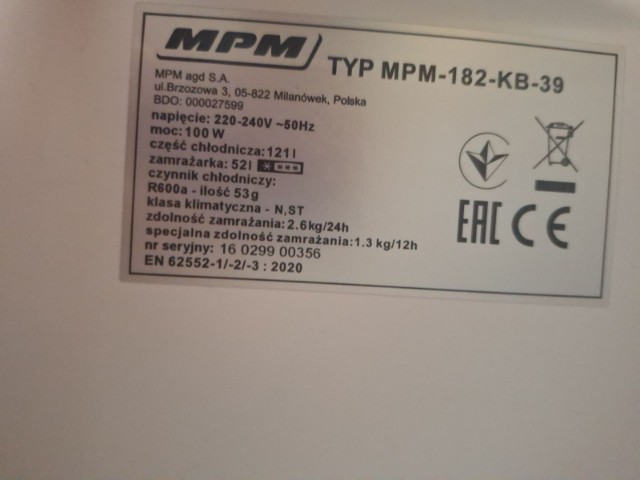 MPM
TYP MPM-182-KB-39
MPM agd S.A.
ul.Brzozowa 3, 05-822 Milanówek, Polska
BDO: 000027599
napięcie: 220-240V ~50Hz
moc: 100 W
część chłodnicza: 121 l
zamrażarka: 52 l
czynnik chłodniczy:
R600a - ilość 53 g
klasa klimatyczna - N,ST
zdolność zamrażania: 2.6 kg/24h
specjalna zdolność zamrażania: 1.3 kg/12h
nr seryjny: 16 0299 00356
EN 62552-1/-2/-3 : 2020
EAC CE